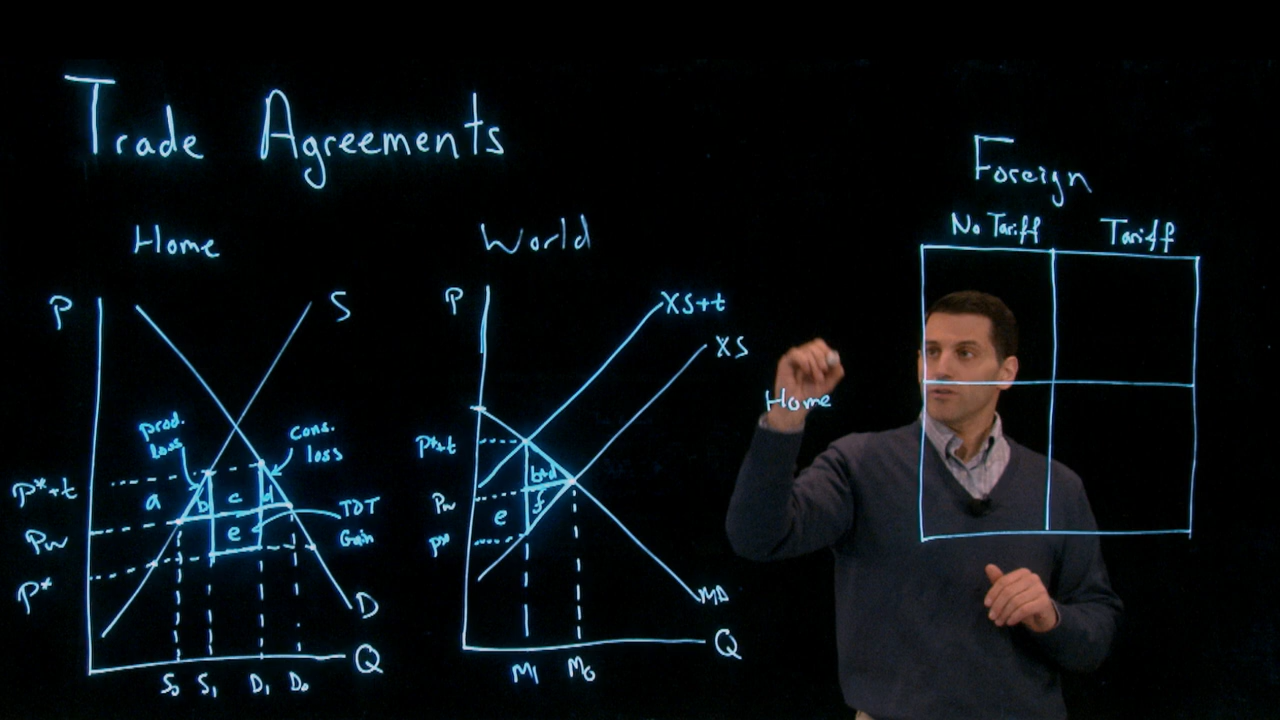 Trade Agreements
Home
P
S
prod.
loss
cons.
loss
P*+t
a
b
c
d
Pw
e
TOT
Gain
P*
D
Q
S0 S1 D1 D0
World
P
XS+t
XS
P*+t
b+d
Pw
e
f
P*
MD
Q
M1 M0
Foreign
No Tariff Tariff
Home